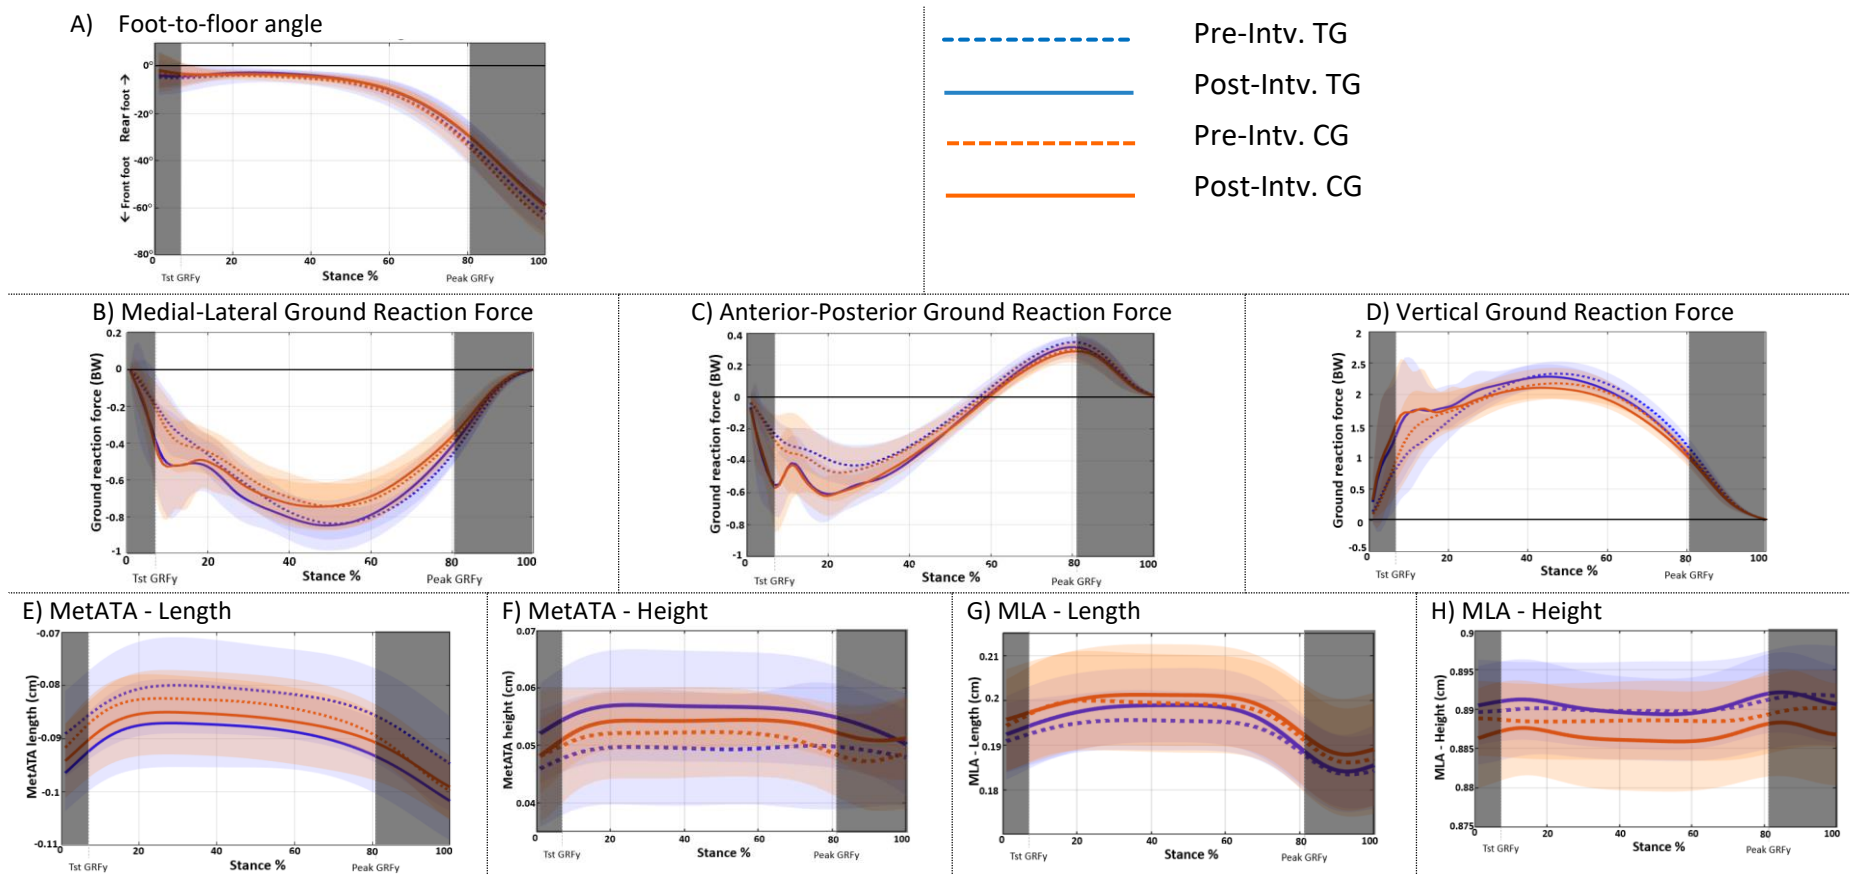 A) Foot-to-floor angle
← Front foot Rear foot →
0°
-20°
-40°
-60°
-80°
0 20 40 60 80 100
Tst GRFy Stance % Peak GRFy
Pre-Intv. TG
Post-Intv. TG
Pre-Intv. CG
Post-Intv. CG
B) Medial-Lateral Ground Reaction Force
Ground reaction force (BW)
0.2
0
-0.2
-0.4
-0.6
-0.8
-1
0 20 40 60 80 100
Tst GRFy Stance % Peak GRFy
C) Anterior-Posterior Ground Reaction Force
Ground reaction force (BW)
0.4
0.2
0
-0.2
-0.4
-0.6
-0.8
-1
0 20 40 60 80 100
Tst GRFy Stance % Peak GRFy
D) Vertical Ground Reaction Force
Ground reaction force (BW)
2
2.5
2
1.5
1
0.5
0
-0.5
0 20 40 60 80 100
Tst GRFy Stance % Peak GRFy
E) MetATA - Length
MetATA length (cm)
-0.07
-0.08
-0.09
-0.1
-0.11
0 20 40 60 80 100
Tst GRFy Stance % Peak GRFy
F) MetATA - Height
MetATA height (cm)
0.07
0.06
0.05
0.04
0 20 40 60 80 100
Tst GRFy Stance % Peak GRFy
G) MLA - Length
MLA - Length (cm)
0.21
0.2
0.19
0.18
0 20 40 60 80 100
Tst GRFy Stance % Peak GRFy
H) MLA - Height
MLA - Height (cm)
0.9
0.895
0.89
0.885
0.88
0.875
0 20 40 60 80 100
Tst GRFy Stance % Peak GRFy